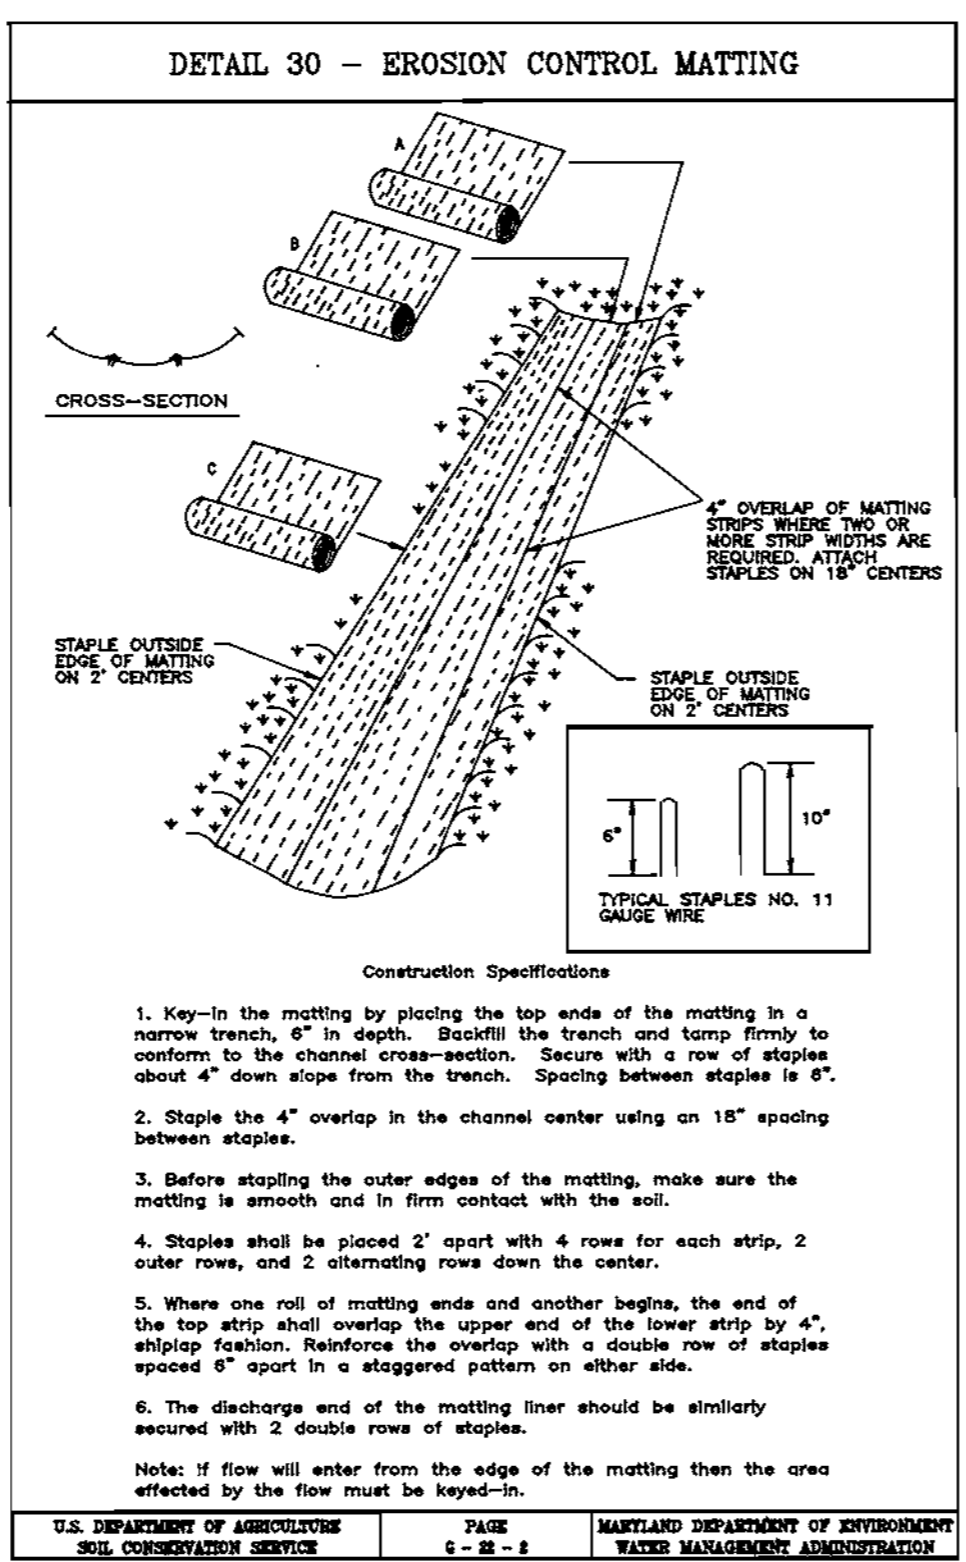 DETAIL 30 – EROSION CONTROL MATTING
A
B
CROSS–SECTION
C
4" OVERLAP OF MATTING
STRIPS WHERE TWO OR
MORE STRIP WIDTHS ARE
REQUIRED. ATTACH
STAPLES ON 18" CENTERS
STAPLE OUTSIDE
EDGE OF MATTING
ON 2' CENTERS
STAPLE OUTSIDE
EDGE OF MATTING
ON 2' CENTERS
6"
10"
TYPICAL STAPLES NO. 11
GAUGE WIRE
Construction Specifications
1. Key–in the matting by placing the top ends of the matting in a
narrow trench, 6" in depth. Backfill the trench and tamp firmly to
conform to the channel cross–section. Secure with a row of staples
about 4" down slope from the trench. Spacing between staples is 6".
2. Staple the 4" overlap in the channel center using an 18" spacing
between staples.
3. Before stapling the outer edges of the matting, make sure the
matting is smooth and in firm contact with the soil.
4. Staples shall be placed 2' apart with 4 rows for each strip, 2
outer rows, and 2 alternating rows down the center.
5. Where one roll of matting ends and another begins, the end of
the top strip shall overlap the upper end of the lower strip by 4",
shiplap fashion. Reinforce the overlap with a double row of staples
spaced 6" apart in a staggered pattern on either side.
6. The discharge end of the matting liner should be similarly
secured with 2 double rows of staples.
Note: If flow will enter from the edge of the matting then the area
effected by the flow must be keyed–in.
U.S. DEPARTMENT OF AGRICULTURE
SOIL CONSERVATION SERVICE
PAGE
G – 22 – 2
MARYLAND DEPARTMENT OF ENVIRONMENT
WATER MANAGEMENT ADMINISTRATION